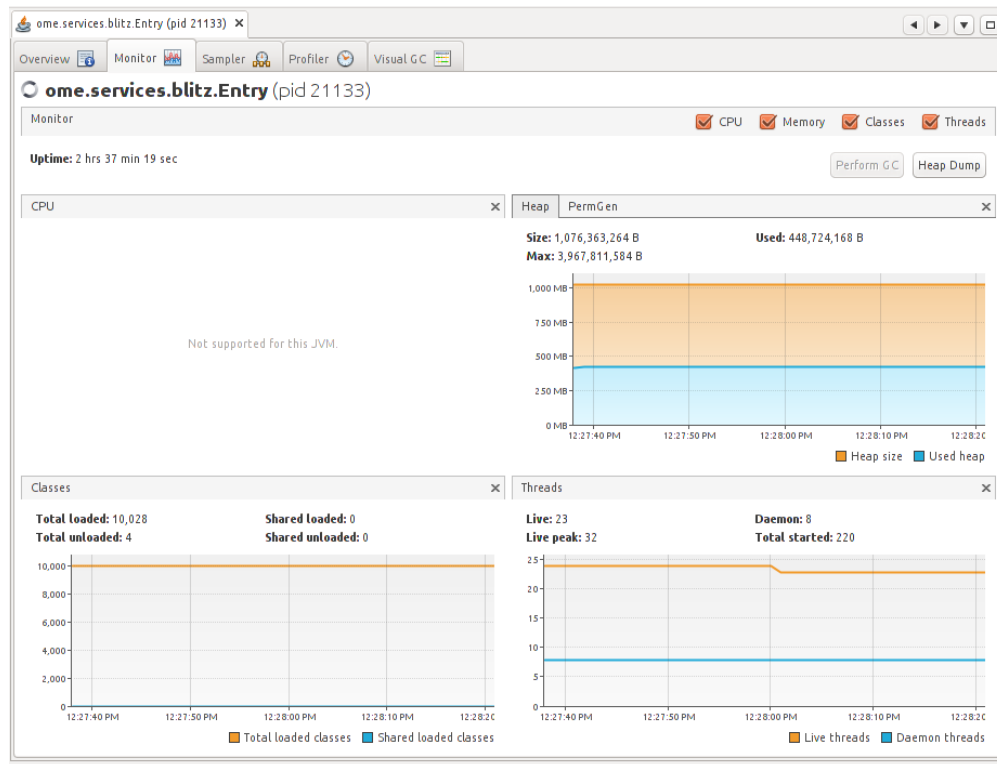 ome.services.blitz.Entry (pid 21133)
Overview Monitor Sampler Profiler Visual GC
ome.services.blitz.Entry (pid 21133)
Monitor CPU Memory Classes Threads
Uptime: 2 hrs 37 min 19 sec
Perform GC Heap Dump
CPU
Not supported for this JVM.
Heap PermGen
Size: 1,076,363,264 B Used: 448,724,168 B
Max: 3,967,811,584 B
1,000 MB
750 MB
500 MB
250 MB
0 MB
12:27:40 PM 12:27:50 PM 12:28:00 PM 12:28:10 PM 12:28:20
Heap size Used heap
Classes
Total loaded: 10,028 Shared loaded: 0
Total unloaded: 4 Shared unloaded: 0
10,000
8,000
6,000
4,000
2,000
0
12:27:40 PM 12:27:50 PM 12:28:00 PM 12:28:10 PM 12:28:20
Total loaded classes Shared loaded classes
Threads
Live: 23 Daemon: 8
Live peak: 32 Total started: 220
25
20
15
10
5
0
12:27:40 PM 12:27:50 PM 12:28:00 PM 12:28:10 PM 12:28:20
Live threads Daemon threads